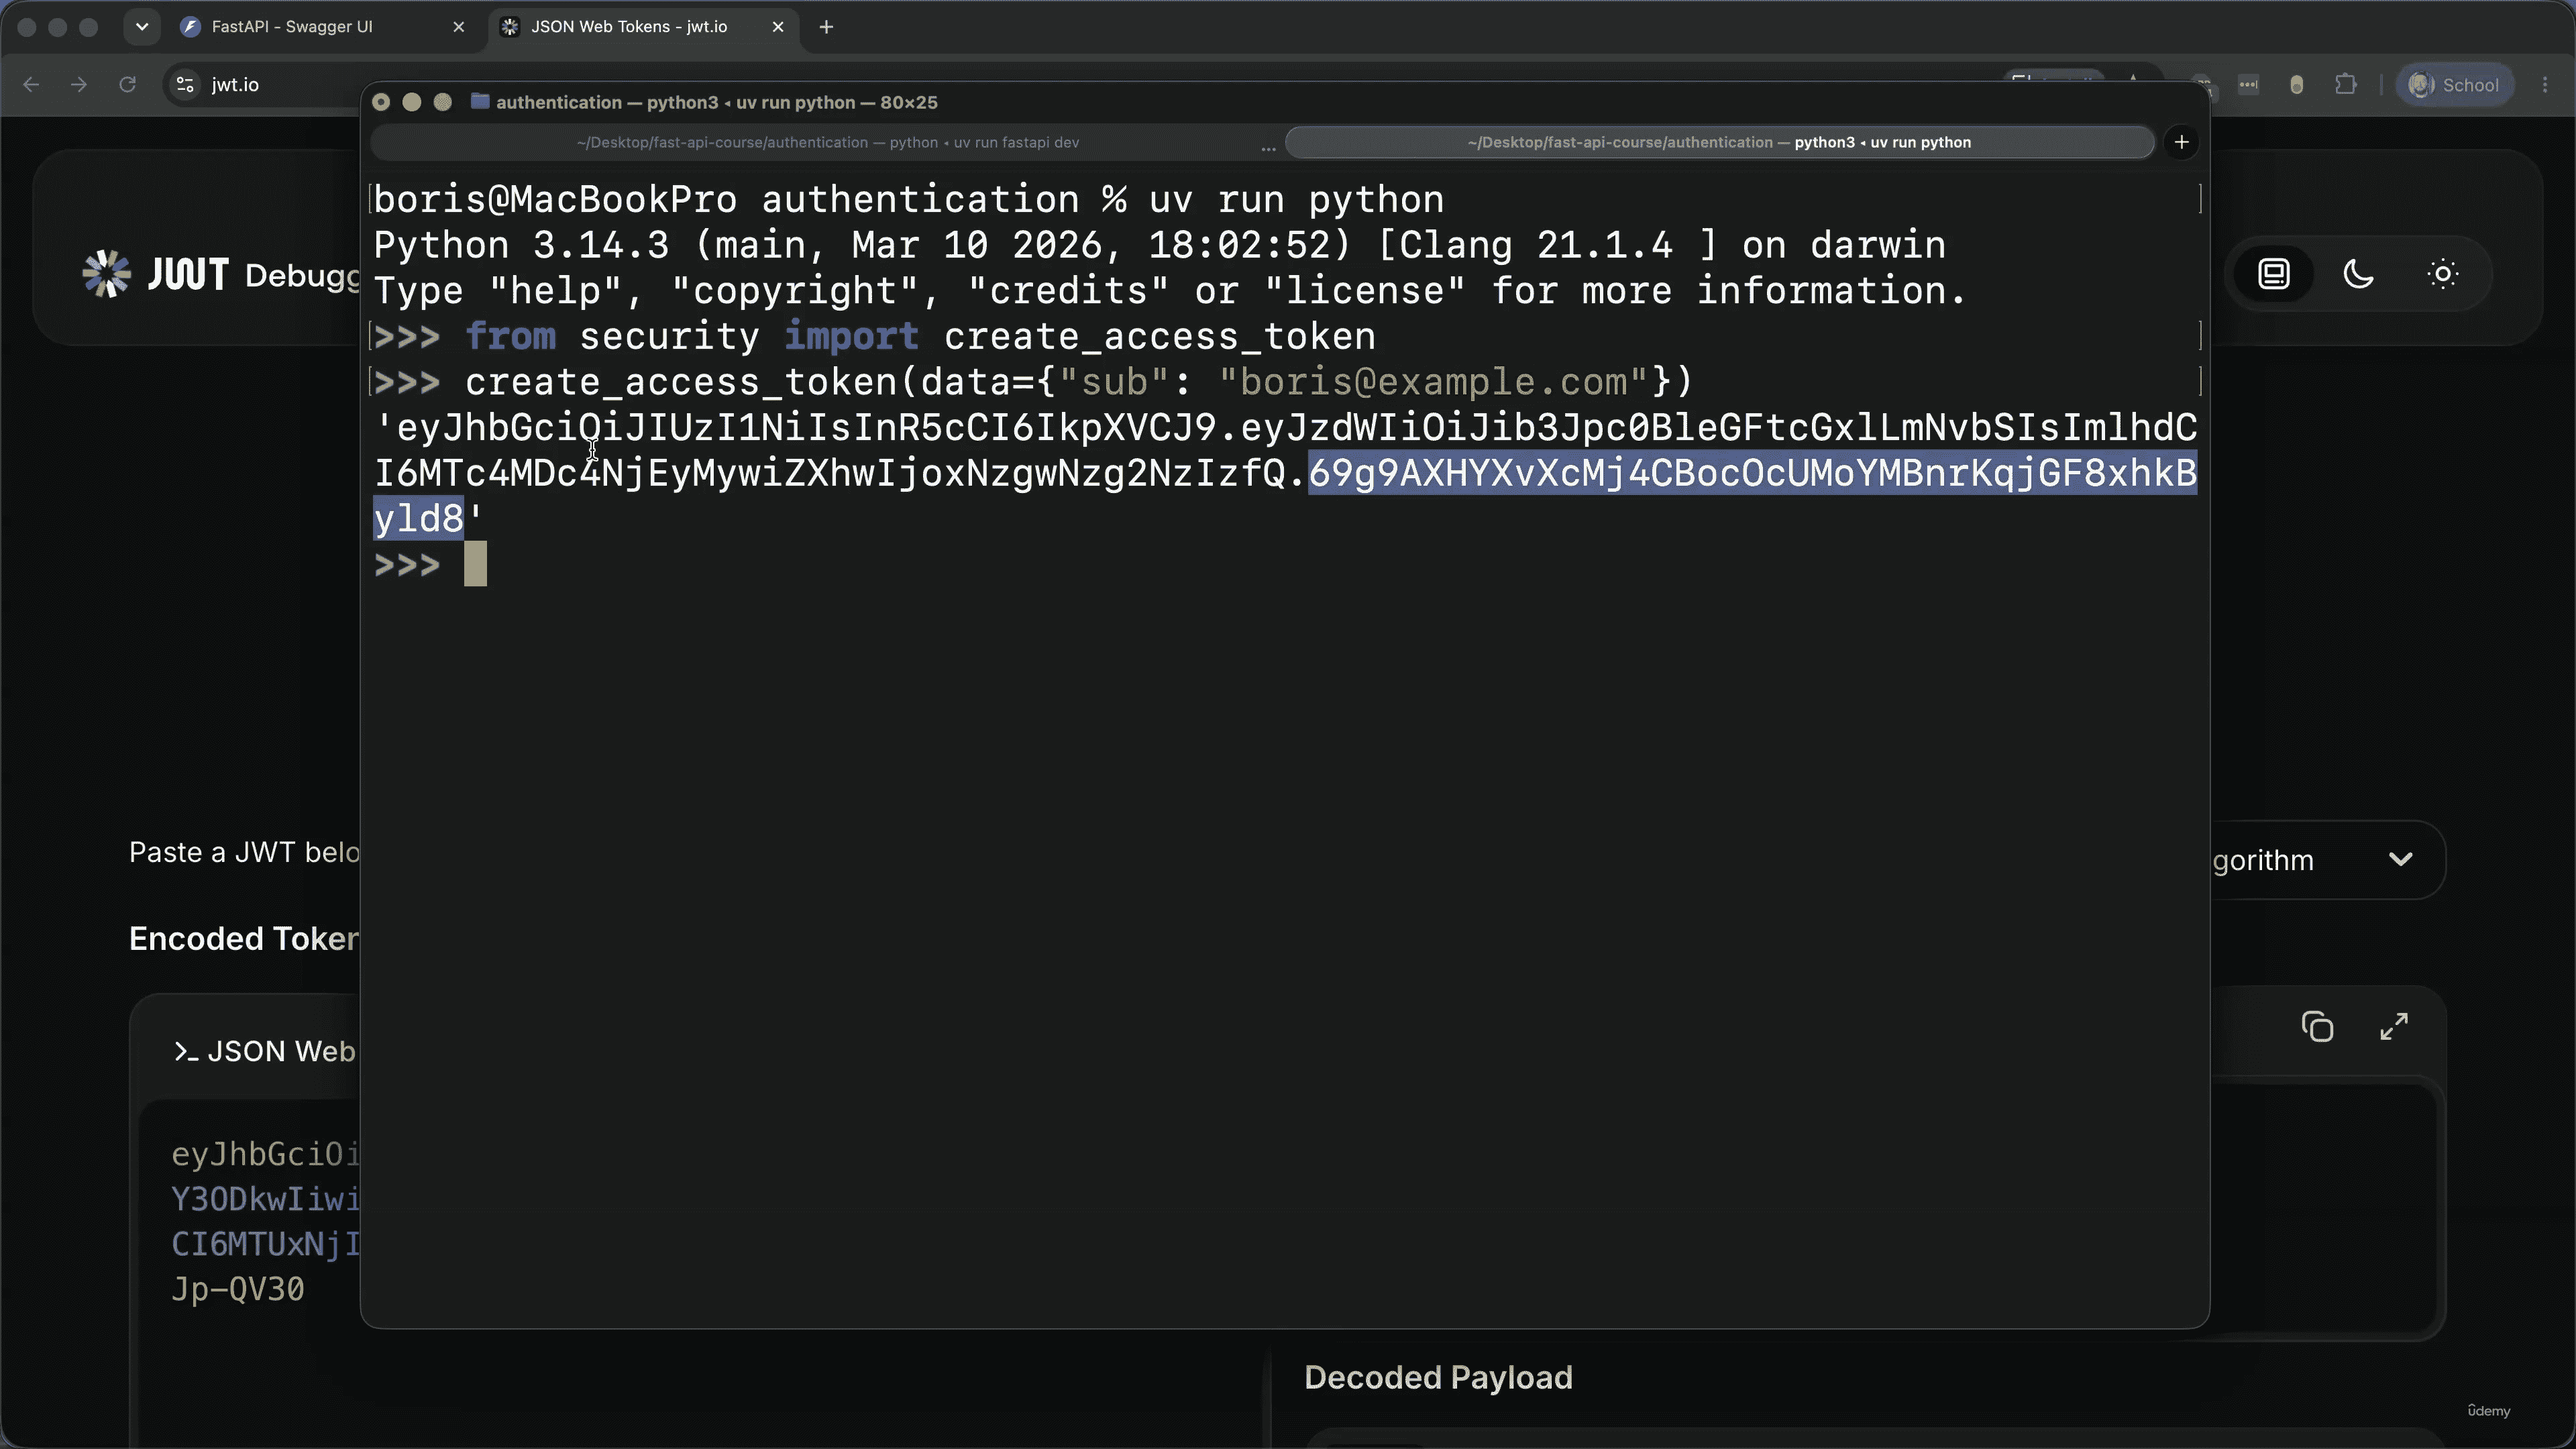 FastAPI - Swagger UI
JSON Web Tokens - jwt.io
jwt.io
School
authentication — python3 ◂ uv run python — 80×25
~/Desktop/fast-api-course/authentication — python ◂ uv run fastapi dev
...
~/Desktop/fast-api-course/authentication — python3 ◂ uv run python
boris@MacBookPro authentication % uv run python
Python 3.14.3 (main, Mar 10 2026, 18:02:52) [Clang 21.1.4 ] on darwin
Type "help", "copyright", "credits" or "license" for more information.
>>> from security import create_access_token
>>> create_access_token(data={"sub": "boris@example.com"})
'eyJhbGciOiJIUzI1NiIsInR5cCI6IkpXVCJ9.eyJzdWIiOiJib3Jpc0BleGFtcGxlLmNvbSIsImlhdC
I6MTc4MDc4NjEyMywiZXhwIjoxNzgwNzg2NzIzfQ.69g9AXHYXvXcMj4CBocOcUMoYMBnrKqjGF8xhkB
yld8'
>>>
JWT Debugg
Paste a JWT belo
gorithm
Encoded Token
>_ JSON Web
eyJhbGciOi
Y3ODkwIiwi
CI6MTUxNjI
Jp-QV30
Decoded Payload
ûdemy